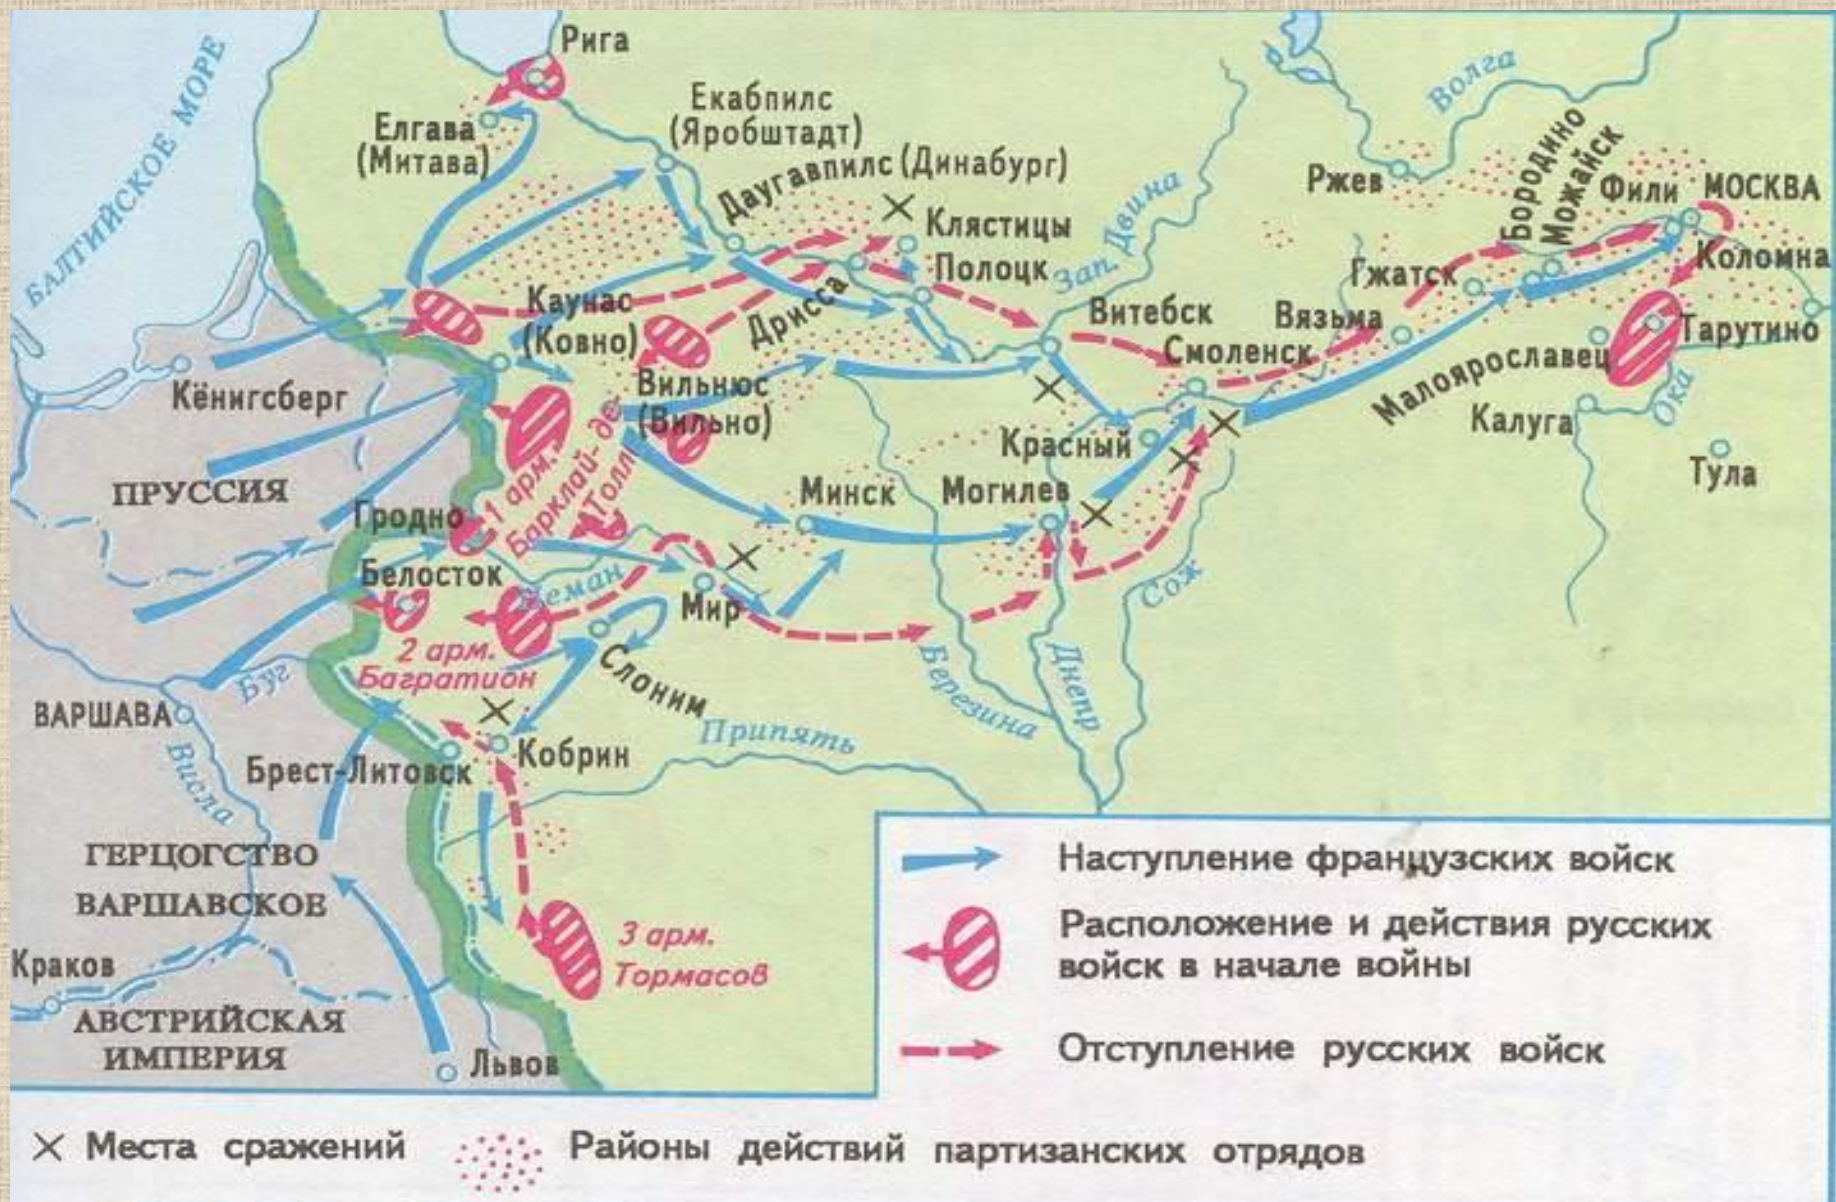 Рига
Екабпилс
(Яробштадт)
Елгава
(Митава)
БАЛТИЙСКОЕ МОРЕ
Даугавпилс (Динабург)
Клястицы
Полоцк
Дрисса
Зап. Двина
Волга
Ржев
Бородино
Можайск
Фили
МОСКВА
Коломна
Гжатск
Вязьма
Тарутино
Малоярославец
Калуга
Ока
Тула
Витебск
Смоленск
Красный
Каунас
(Ковно)
Вильнюс
(Вильно)
Кёнигсберг
ПРУССИЯ
1 арм.
Барклай-де-
Толли
Гродно
Белосток
Неман
Минск
Могилев
Мир
Сож
2 арм.
Багратион
Слоним
Березина
Днепр
Буг
ВАРШАВА
Висла
Припять
Брест-Литовск
Кобрин
ГЕРЦОГСТВО
ВАРШАВСКОЕ
3 арм.
Тормасов
Краков
АВСТРИЙСКАЯ
ИМПЕРИЯ
Львов
Наступление французских войск
Расположение и действия русских
войск в начале войны
Отступление русских войск
Места сражений
Районы действий партизанских отрядов